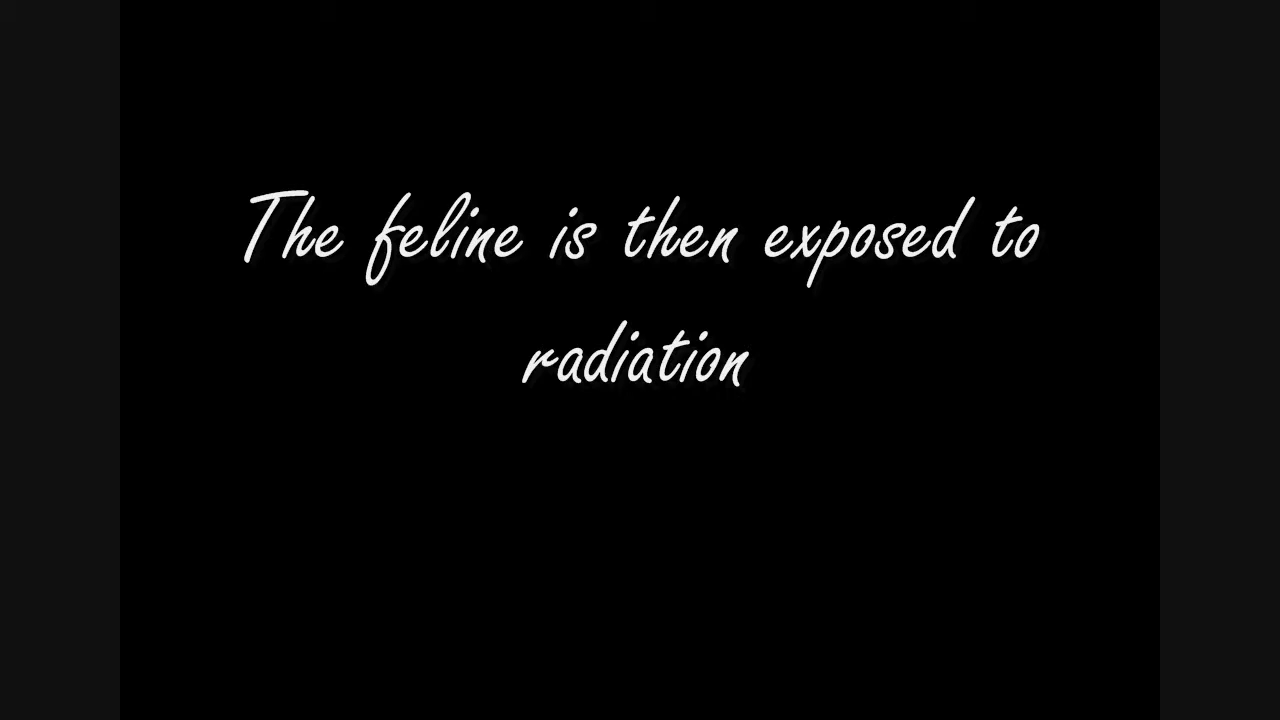 The feline is then exposed to
radiation